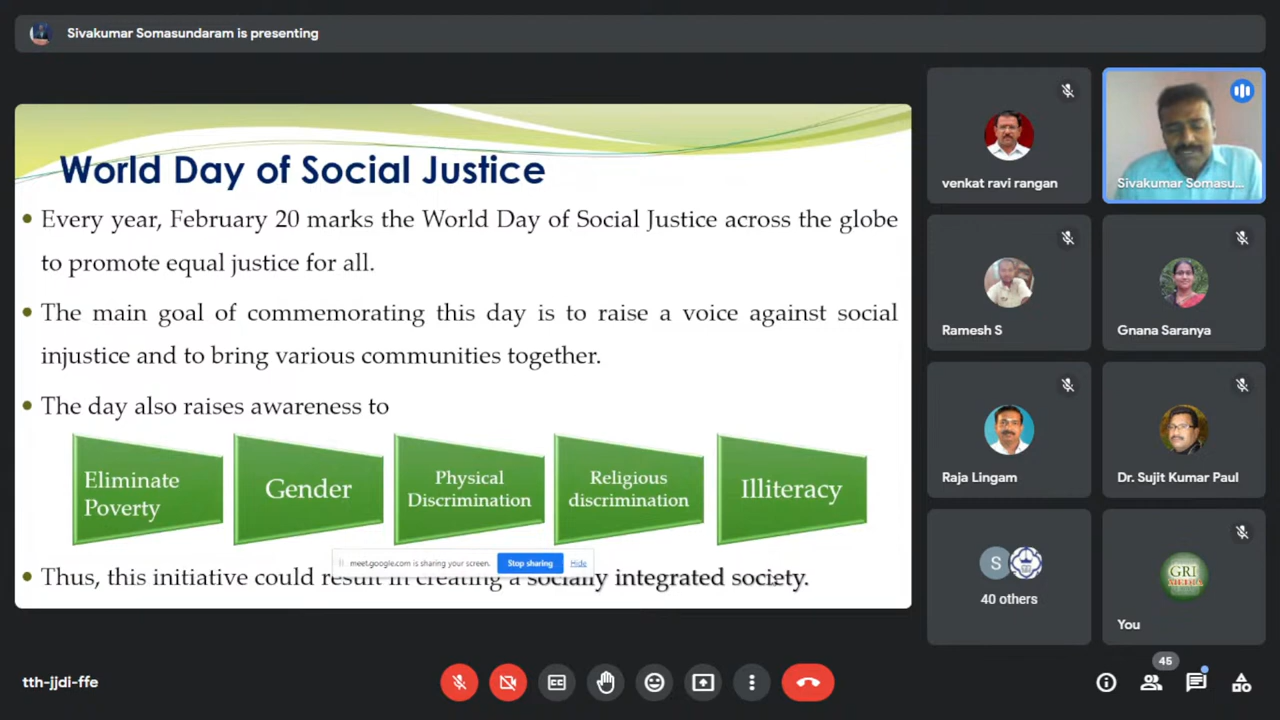 Sivakumar Somasundaram is presenting
World Day of Social Justice
Every year, February 20 marks the World Day of Social Justice across the globe
to promote equal justice for all.
The main goal of commemorating this day is to raise a voice against social
injustice and to bring various communities together.
The day also raises awareness to
Eliminate
Poverty
Gender
Physical
Discrimination
Religious
discrimination
Illiteracy
meet.google.com is sharing your screen.
Stop sharing
Hide
Thus, this initiative could result in creating a socially integrated society.
venkat ravi rangan
Sivakumar Somasu...
Ramesh S
Gnana Saranya
Raja Lingam
Dr. Sujit Kumar Paul
S
40 others
GRI
You
tth-jjdi-ffe
CC
45